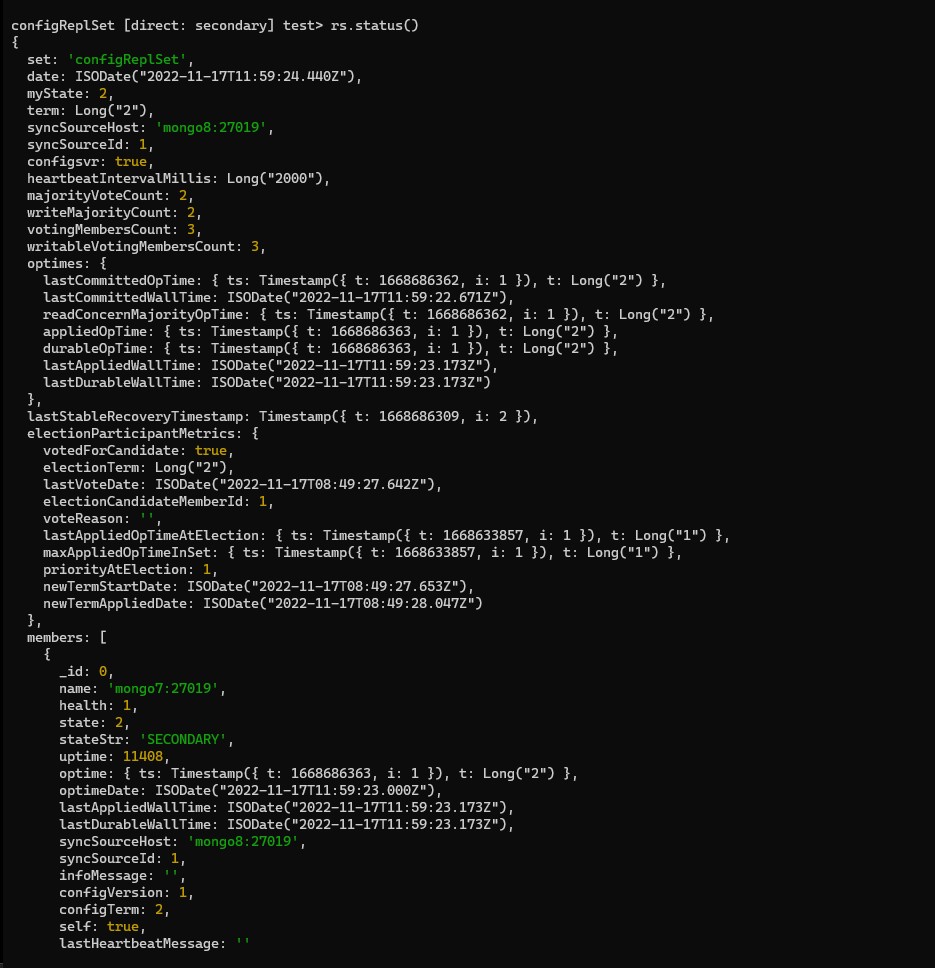 configReplSet [direct: secondary] test> rs.status()
{
  set: 'configReplSet',
  date: ISODate("2022-11-17T11:59:24.440Z"),
  myState: 2,
  term: Long("2"),
  syncSourceHost: 'mongo8:27019',
  syncSourceId: 1,
  configsvr: true,
  heartbeatIntervalMillis: Long("2000"),
  majorityVoteCount: 2,
  writeMajorityCount: 2,
  votingMembersCount: 3,
  writableVotingMembersCount: 3,
  optimes: {
    lastCommittedOpTime: { ts: Timestamp({ t: 1668686362, i: 1 }), t: Long("2") },
    lastCommittedWallTime: ISODate("2022-11-17T11:59:22.671Z"),
    readConcernMajorityOpTime: { ts: Timestamp({ t: 1668686362, i: 1 }), t: Long("2") },
    appliedOpTime: { ts: Timestamp({ t: 1668686363, i: 1 }), t: Long("2") },
    durableOpTime: { ts: Timestamp({ t: 1668686363, i: 1 }), t: Long("2") },
    lastAppliedWallTime: ISODate("2022-11-17T11:59:23.173Z"),
    lastDurableWallTime: ISODate("2022-11-17T11:59:23.173Z")
  },
  lastStableRecoveryTimestamp: Timestamp({ t: 1668686309, i: 2 }),
  electionParticipantMetrics: {
    votedForCandidate: true,
    electionTerm: Long("2"),
    lastVoteDate: ISODate("2022-11-17T08:49:27.642Z"),
    electionCandidateMemberId: 1,
    voteReason: '',
    lastAppliedOpTimeAtElection: { ts: Timestamp({ t: 1668633857, i: 1 }), t: Long("1") },
    maxAppliedOpTimeInSet: { ts: Timestamp({ t: 1668633857, i: 1 }), t: Long("1") },
    priorityAtElection: 1,
    newTermStartDate: ISODate("2022-11-17T08:49:27.653Z"),
    newTermAppliedDate: ISODate("2022-11-17T08:49:28.047Z")
  },
  members: [
    {
      _id: 0,
      name: 'mongo7:27019',
      health: 1,
      state: 2,
      stateStr: 'SECONDARY',
      uptime: 11408,
      optime: { ts: Timestamp({ t: 1668686363, i: 1 }), t: Long("2") },
      optimeDate: ISODate("2022-11-17T11:59:23.000Z"),
      lastAppliedWallTime: ISODate("2022-11-17T11:59:23.173Z"),
      lastDurableWallTime: ISODate("2022-11-17T11:59:23.173Z"),
      syncSourceHost: 'mongo8:27019',
      syncSourceId: 1,
      infoMessage: '',
      configVersion: 1,
      configTerm: 2,
      self: true,
      lastHeartbeatMessage: ''